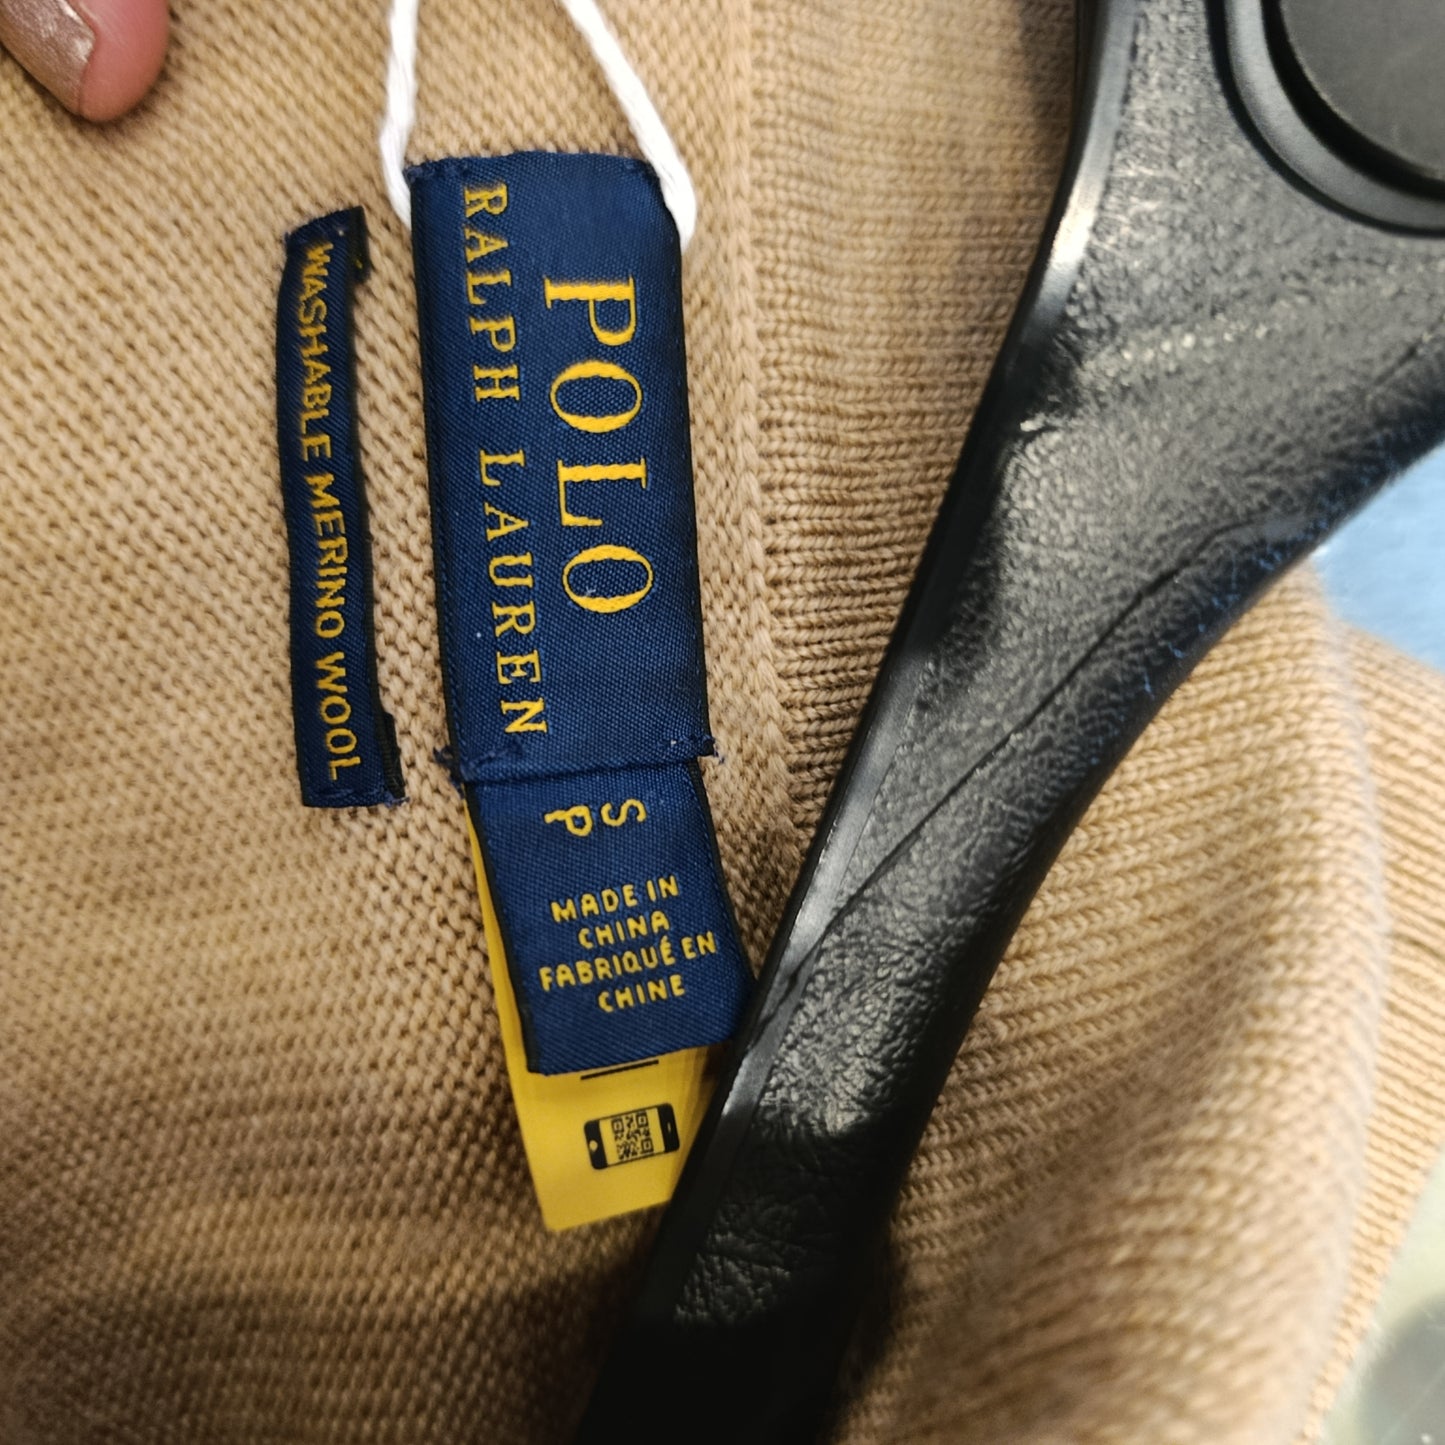 POLO
RALPH LAUREN
WASHABLE MERINO WOOL
S
P
MADE IN
CHINA
FABRIQUÉ EN
CHINE